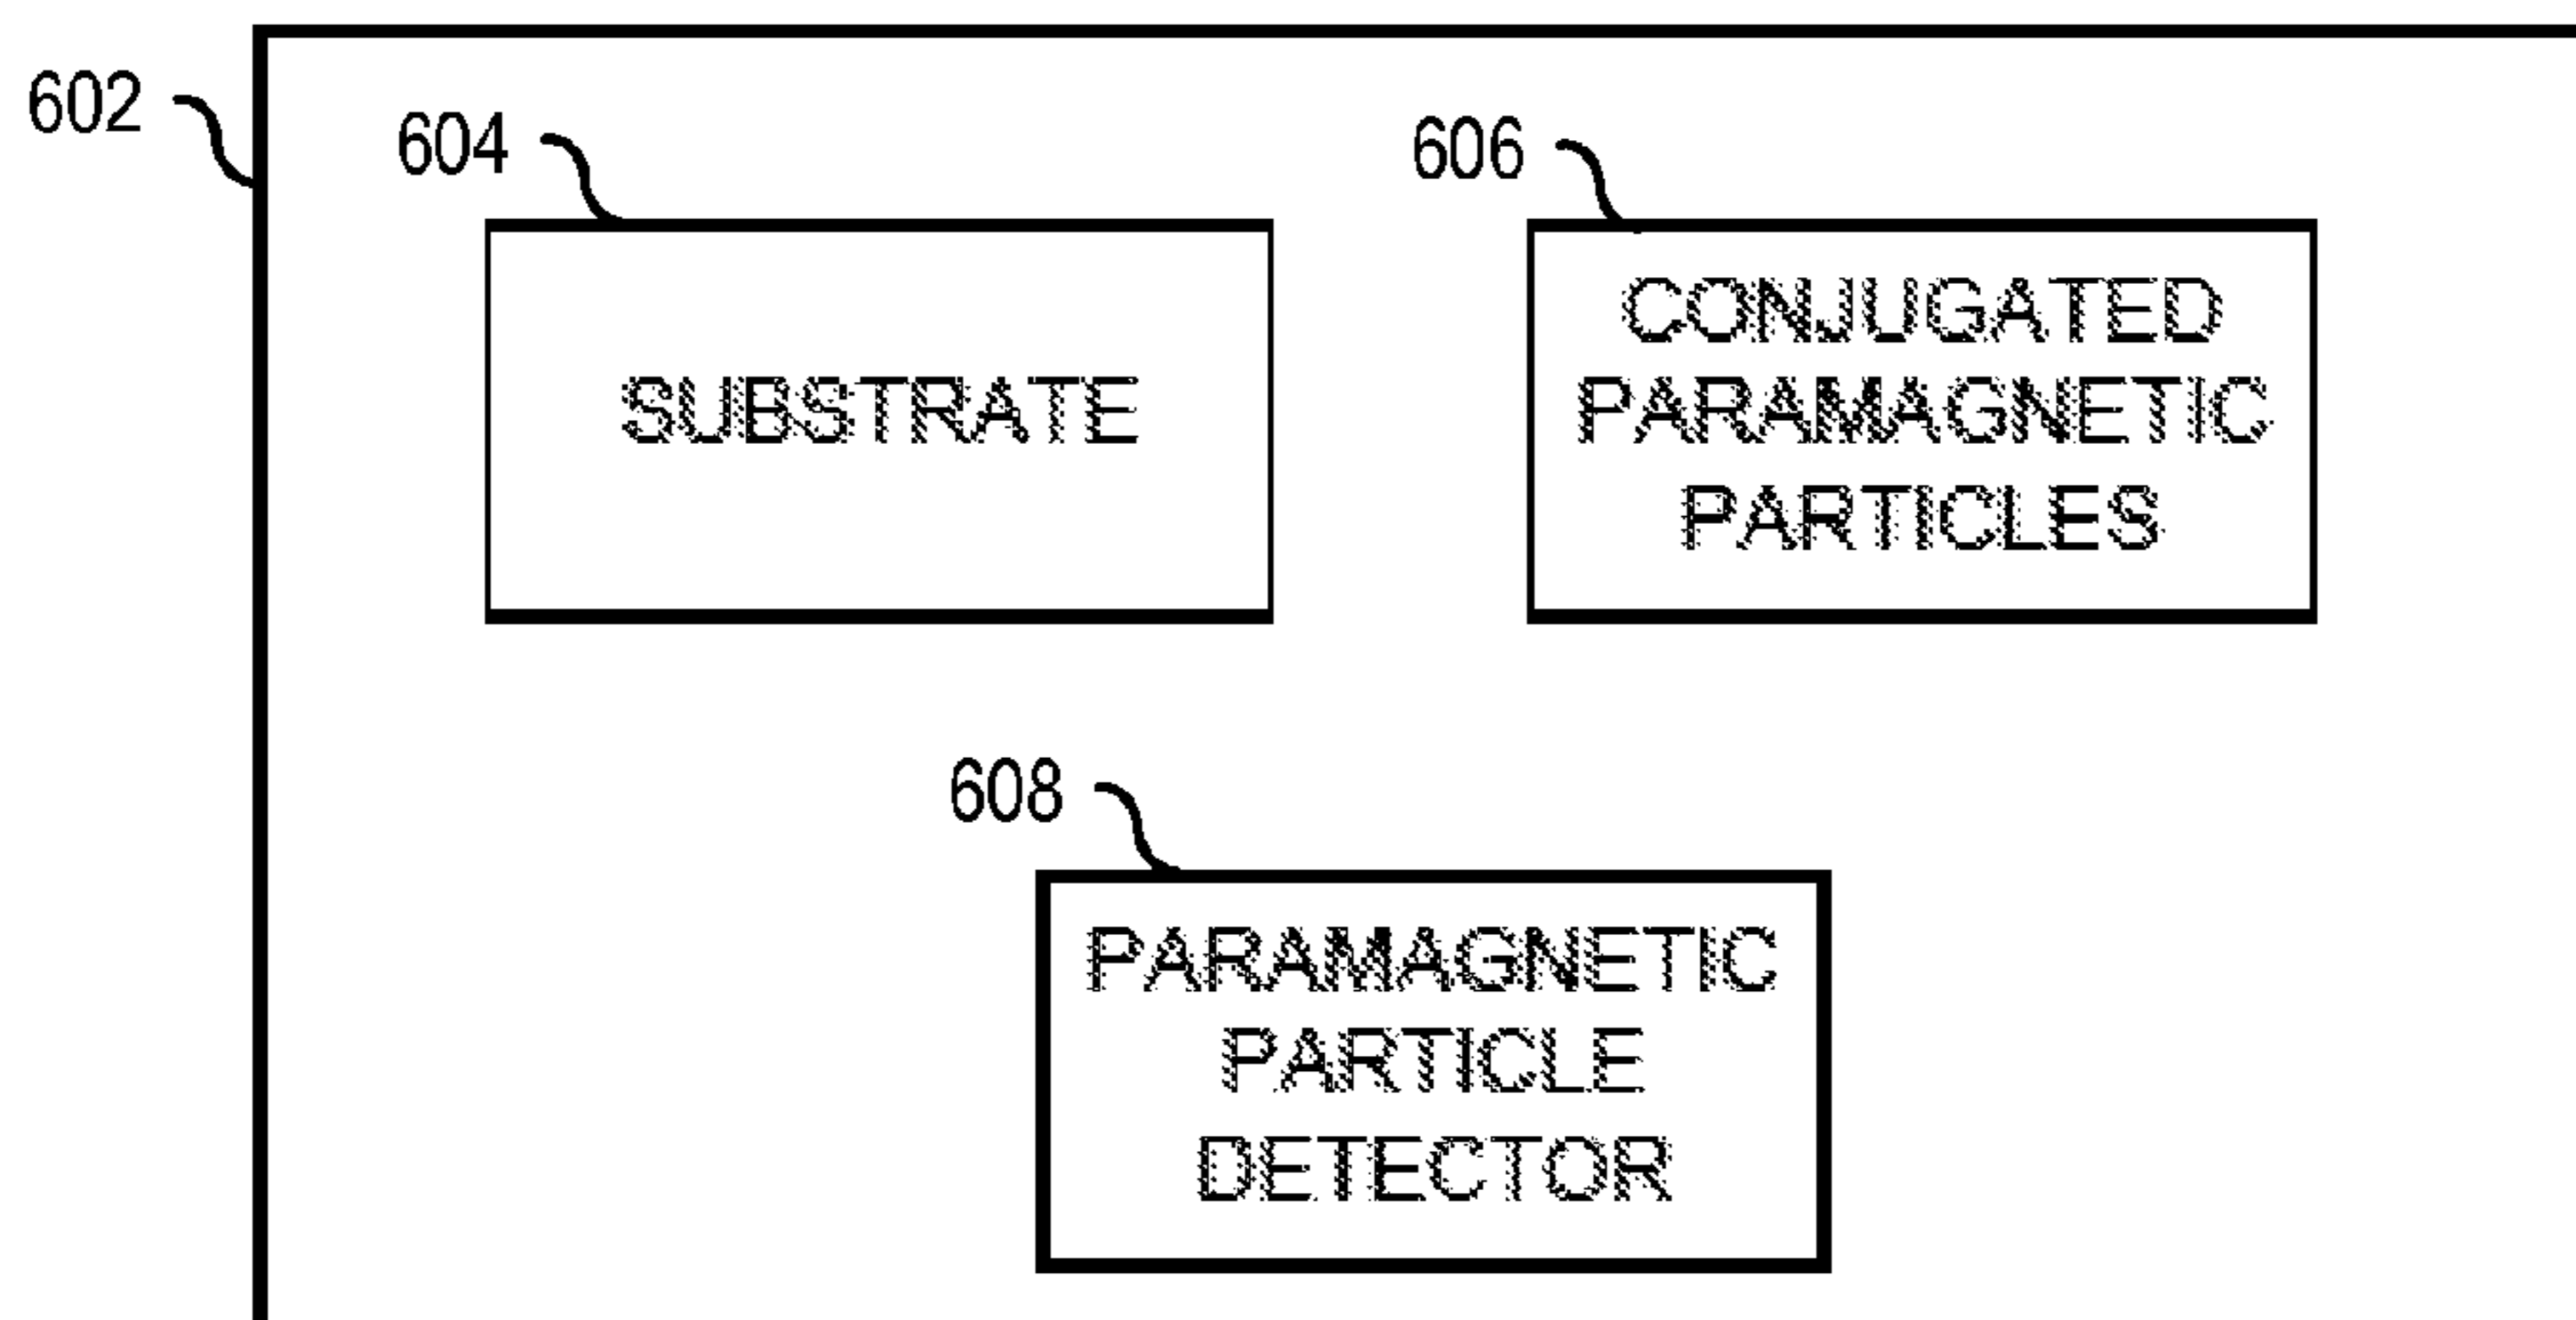 602
604
606
SUBSTRATE
CONJUGATED
PARAMAGNETIC
PARTICLES
608
PARAMAGNETIC
PARTICLE
DETECTOR